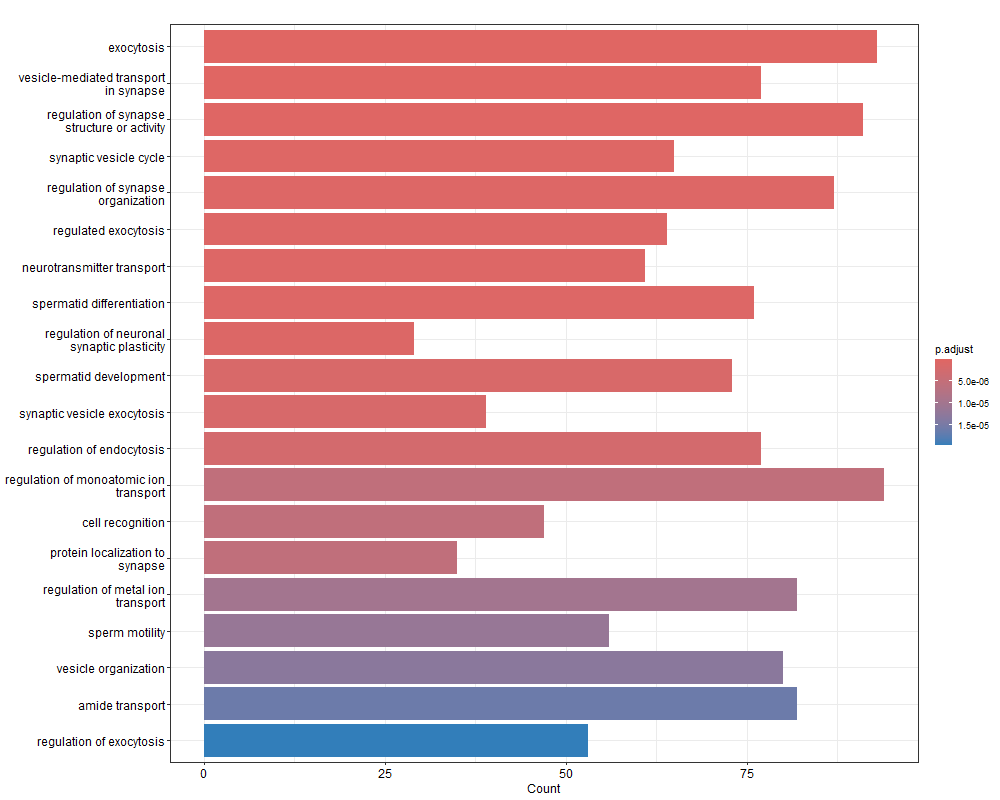 exocytosis
vesicle-mediated transport
in synapse
regulation of synapse
structure or activity
synaptic vesicle cycle
regulation of synapse
organization
regulated exocytosis
neurotransmitter transport
spermatid differentiation
regulation of neuronal
synaptic plasticity
spermatid development
synaptic vesicle exocytosis
regulation of endocytosis
regulation of monoatomic ion
transport
cell recognition
protein localization to
synapse
regulation of metal ion
transport
sperm motility
vesicle organization
amide transport
regulation of exocytosis
0 25 50 75
Count
p.adjust
5.0e-06
1.0e-05
1.5e-05